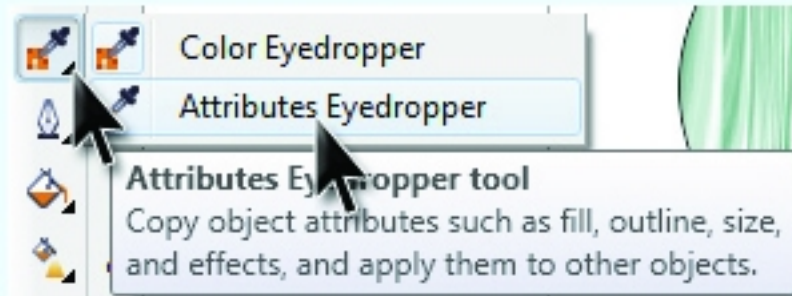 Color Eyedropper
Attributes Eyedropper
Attributes Eyedropper tool
Copy object attributes such as fill, outline, size,
and effects, and apply them to other objects.